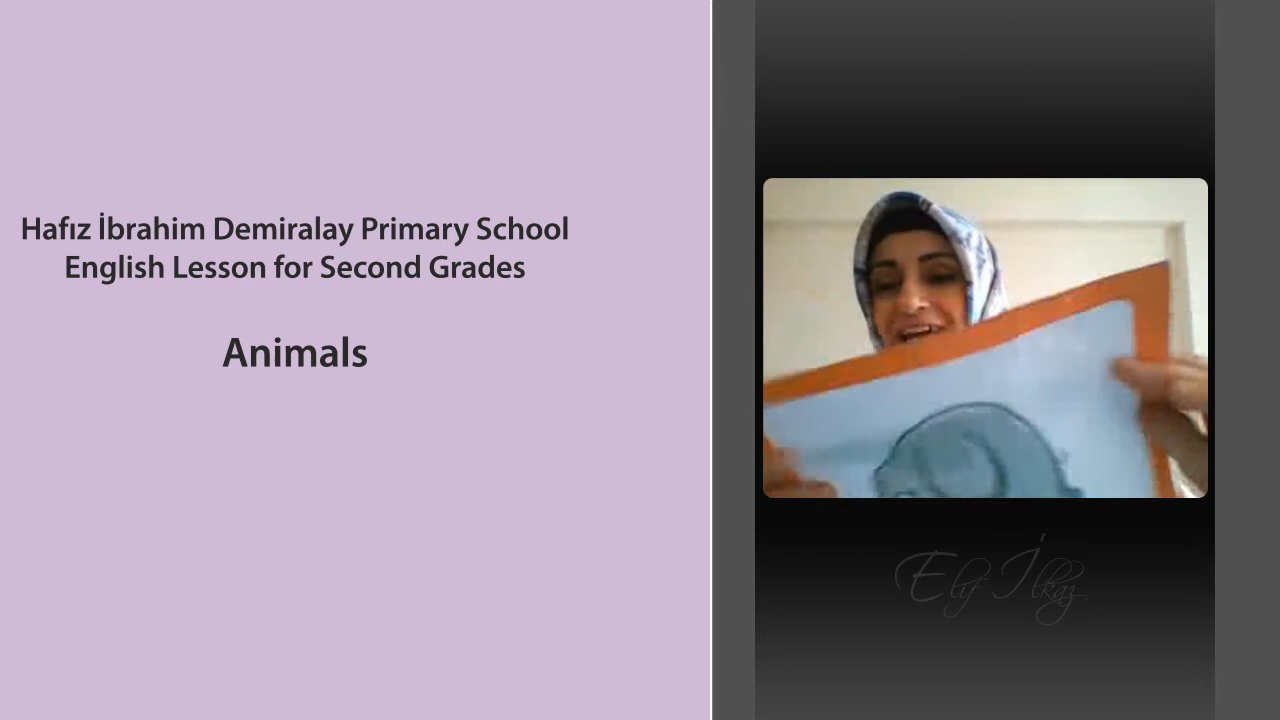 Hafız İbrahim Demiralay Primary School
English Lesson for Second Grades
Animals
Elif İlkaz